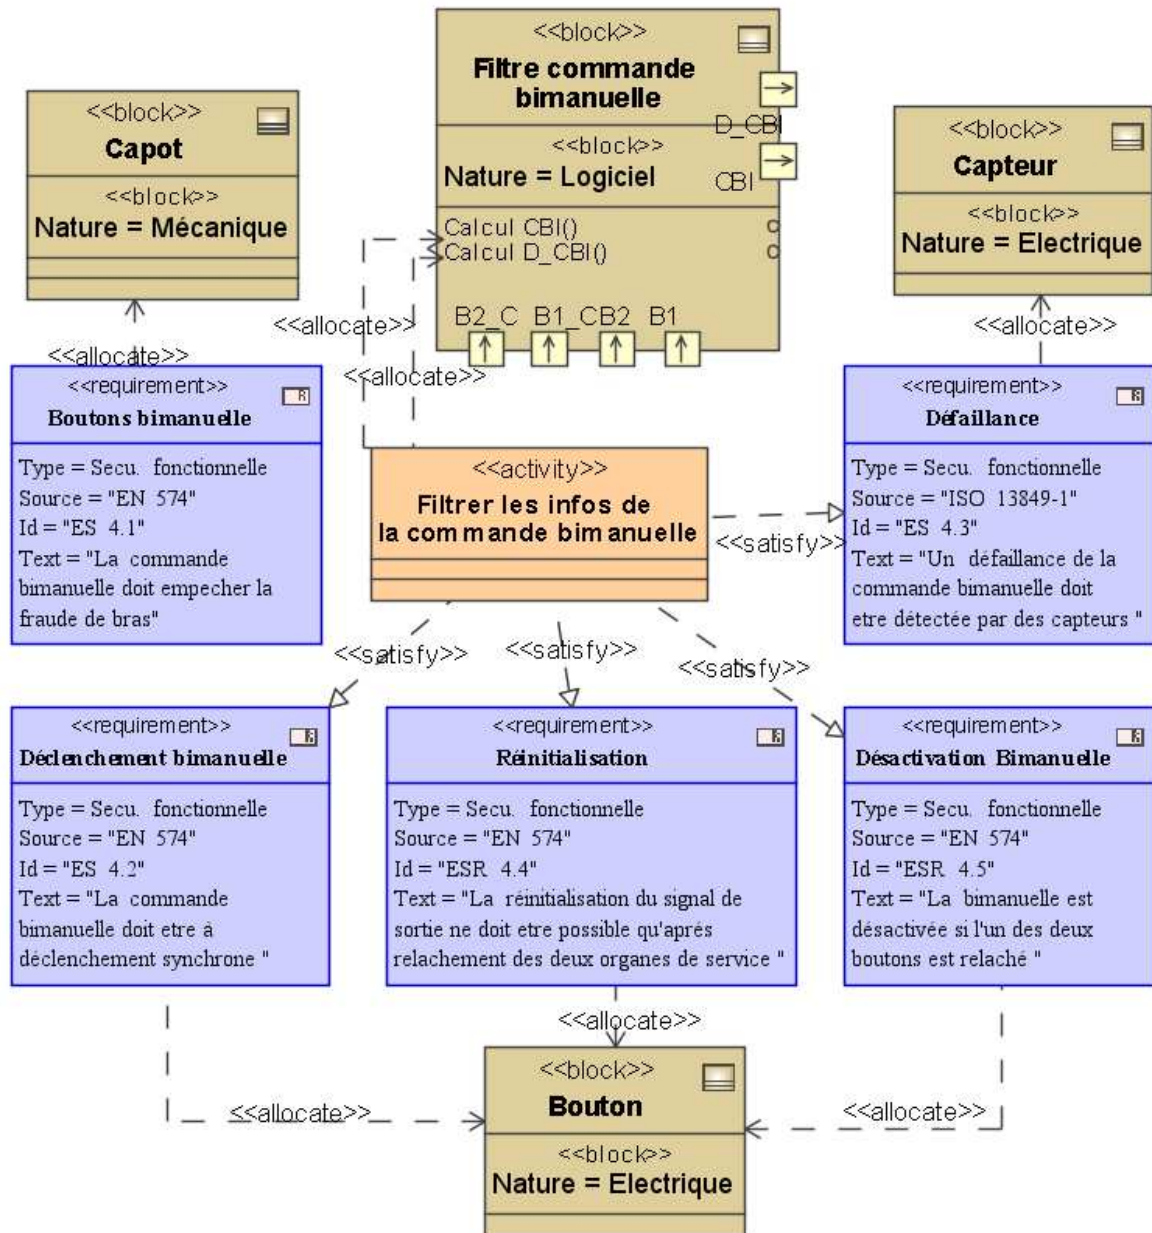 <<block>>
Filtre commande
bimanuelle
D_CBI
<<block>>
Nature = Logiciel
CBI
Calcul CBI()
Calcul D_CBI()
B2_C B1_CB2 B1
<<block>>
Capot
<<block>>
Nature = Mécanique
<<block>>
Capteur
<<block>>
Nature = Electrique
<<allocate>>
<<allocate>>
<<allocate>>
<<allocate>>
<<requirement>>
Boutons bimanuelle
Type = Secu. fonctionnelle
Source = "EN 574"
Id = "ES 4.1"
Text = "La commande
bimanuelle doit empecher la
fraude de bras"
<<activity>>
Filtrer les infos de
la commande bimanuelle
<<requirement>>
Défaillance
Type = Secu. fonctionnelle
Source = "ISO 13849-1"
Id = "ES 4.3"
Text = "Un défaillance de la
commande bimanuelle doit
etre détectée par des capteurs "
<<satisfy>>
<<satisfy>>
<<satisfy>>
<<satisfy>>
<<requirement>>
Déclenchement bimanuelle
Type = Secu. fonctionnelle
Source = "EN 574"
Id = "ES 4.2"
Text = "La commande
bimanuelle doit etre à
déclenchement synchrone "
<<requirement>>
Réinitialisation
Type = Secu. fonctionnelle
Source = "EN 574"
Id = "ESR 4.4"
Text = "La réinitialisation du signal de
sortie ne doit etre possible qu'aprés
relachement des deux organes de service "
<<requirement>>
Désactivation Bimanuelle
Type = Secu. fonctionnelle
Source = "EN 574"
Id = "ESR 4.5"
Text = "La bimanuelle est
désactivée si l'un des deux
boutons est relaché "
<<allocate>>
<<allocate>>
<<allocate>>
<<block>>
Bouton
<<block>>
Nature = Electrique